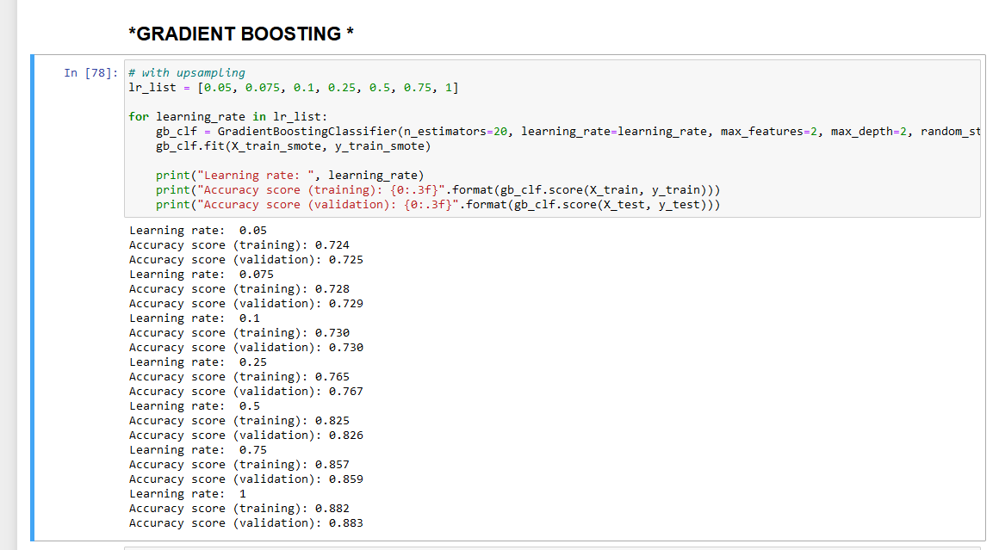 *GRADIENT BOOSTING *
In [78]: # with upsampling
lr_list = [0.05, 0.075, 0.1, 0.25, 0.5, 0.75, 1]
for learning_rate in lr_list:
gb_clf = GradientBoostingClassifier(n_estimators=20, learning_rate=learning_rate, max_features=2, max_depth=2, random_st
gb_clf.fit(X_train_smote, y_train_smote)
print("Learning rate: ", learning_rate)
print("Accuracy score (training): {0:.3f}".format(gb_clf.score(X_train, y_train)))
print("Accuracy score (validation): {0:.3f}".format(gb_clf.score(X_test, y_test)))
Learning rate:  0.05
Accuracy score (training): 0.724
Accuracy score (validation): 0.725
Learning rate:  0.075
Accuracy score (training): 0.728
Accuracy score (validation): 0.729
Learning rate:  0.1
Accuracy score (training): 0.730
Accuracy score (validation): 0.730
Learning rate:  0.25
Accuracy score (training): 0.765
Accuracy score (validation): 0.767
Learning rate:  0.5
Accuracy score (training): 0.825
Accuracy score (validation): 0.826
Learning rate:  0.75
Accuracy score (training): 0.857
Accuracy score (validation): 0.859
Learning rate:  1
Accuracy score (training): 0.882
Accuracy score (validation): 0.883